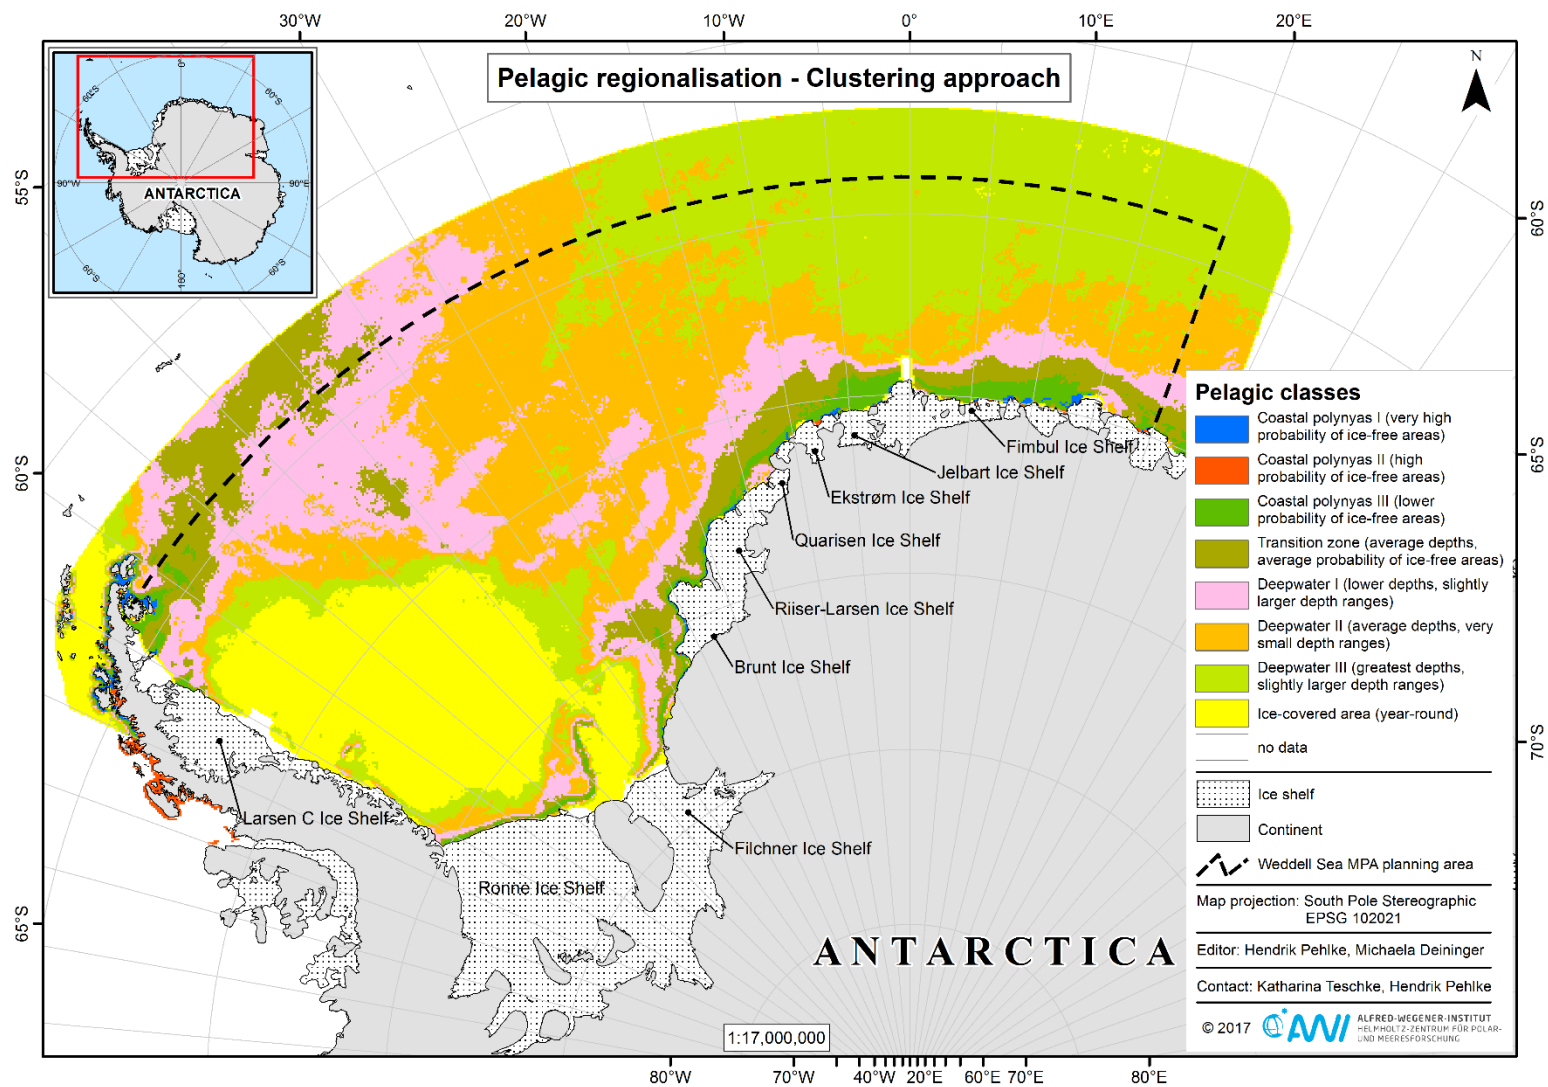 30°W
20°W
10°W
0°
10°E
20°E
Pelagic regionalisation - Clustering approach
N
0°
60°S
60°S
90°W
90°E
ANTARCTICA
60°S
60°S
180°
55°S
60°S
65°S
60°S
65°S
70°S
Fimbul Ice Shelf
Jelbart Ice Shelf
Ekstrøm Ice Shelf
Quarisen Ice Shelf
Riiser-Larsen Ice Shelf
Brunt Ice Shelf
Larsen C Ice Shelf
Filchner Ice Shelf
Ronne Ice Shelf
ANTARCTICA
Pelagic classes
Coastal polynyas I (very high
probability of ice-free areas)
Coastal polynyas II (high
probability of ice-free areas)
Coastal polynyas III (lower
probability of ice-free areas)
Transition zone (average depths,
average probability of ice-free areas)
Deepwater I (lower depths, slightly
larger depth ranges)
Deepwater II (average depths, very
small depth ranges)
Deepwater III (greatest depths,
slightly larger depth ranges)
Ice-covered area (year-round)
no data
Ice shelf
Continent
Weddell Sea MPA planning area
Map projection: South Pole Stereographic
EPSG 102021
Editor: Hendrik Pehlke, Michaela Deininger
Contact: Katharina Teschke, Hendrik Pehlke
© 2017
AWI
ALFRED-WEGENER-INSTITUT
HELMHOLTZ-ZENTRUM FÜR POLAR-
UND MEERESFORSCHUNG
1:17,000,000
80°W
70°W
40°W
20°E
60°E
70°E
80°E